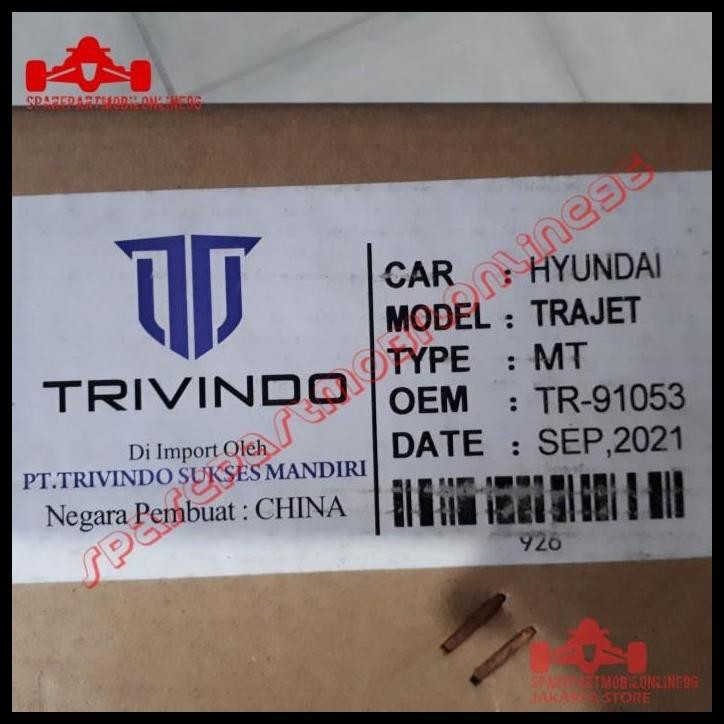 SPAREPARTMOBILONLINE96
sparepartmobilonline96
TRIVINDO
Di Import Oleh
PT.TRIVINDO SUKSES MANDIRI
Negara Pembuat : CHINA
CAR : HYUNDAI
MODEL : TRAJET
TYPE : MT
OEM : TR-91053
DATE : SEP,2021
926
SPAREPARTMOBILONLINE96
JAKARTA STORE